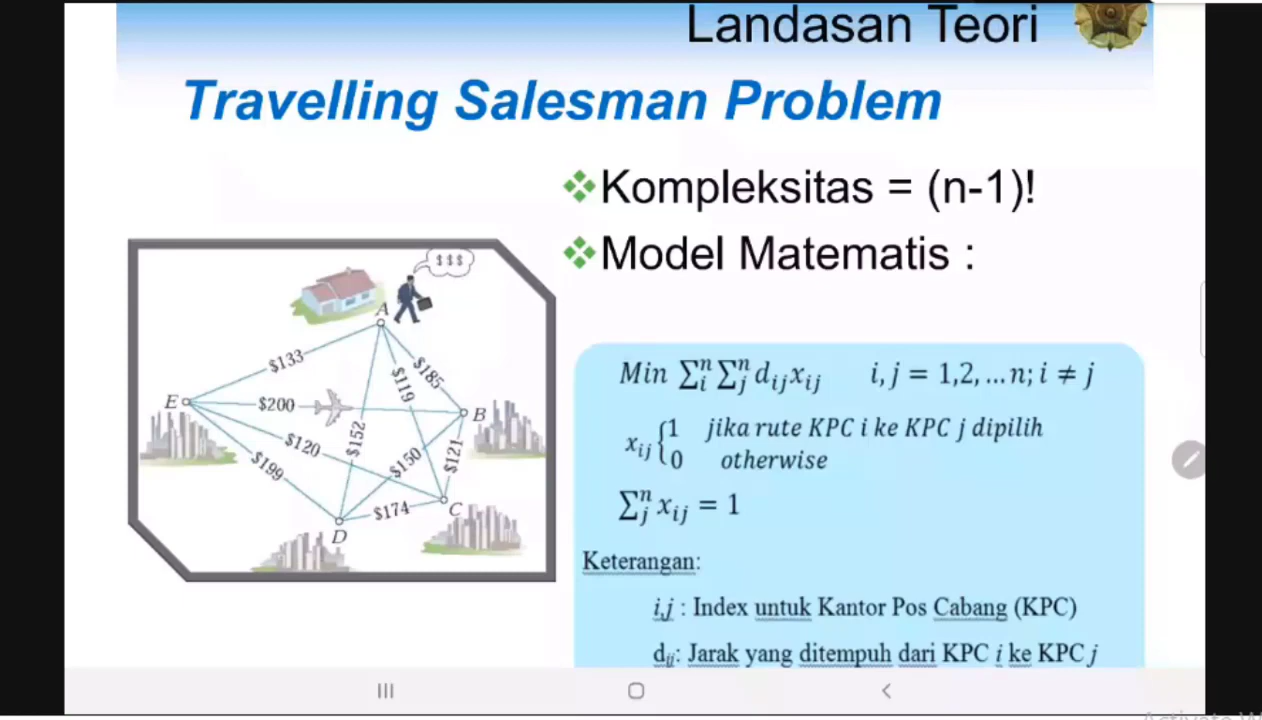 Landasan Teori
Travelling Salesman Problem
Kompleksitas = (n-1)!
Model Matematis :
$$$
A
$133
$185
$119
E
$200
B
$120
$152
$199
$150
$121
$174
C
D
Min ∑ᵢⁿ ∑ⱼⁿ dᵢⱼxᵢⱼ i, j = 1,2, ... n; i ≠ j
xᵢⱼ {1 jika rute KPC i ke KPC j dipilih
0 otherwise
∑ⱼⁿ xᵢⱼ = 1
Keterangan:
i,j : Index untuk Kantor Pos Cabang (KPC)
dᵢⱼ: Jarak yang ditempuh dari KPC i ke KPC j